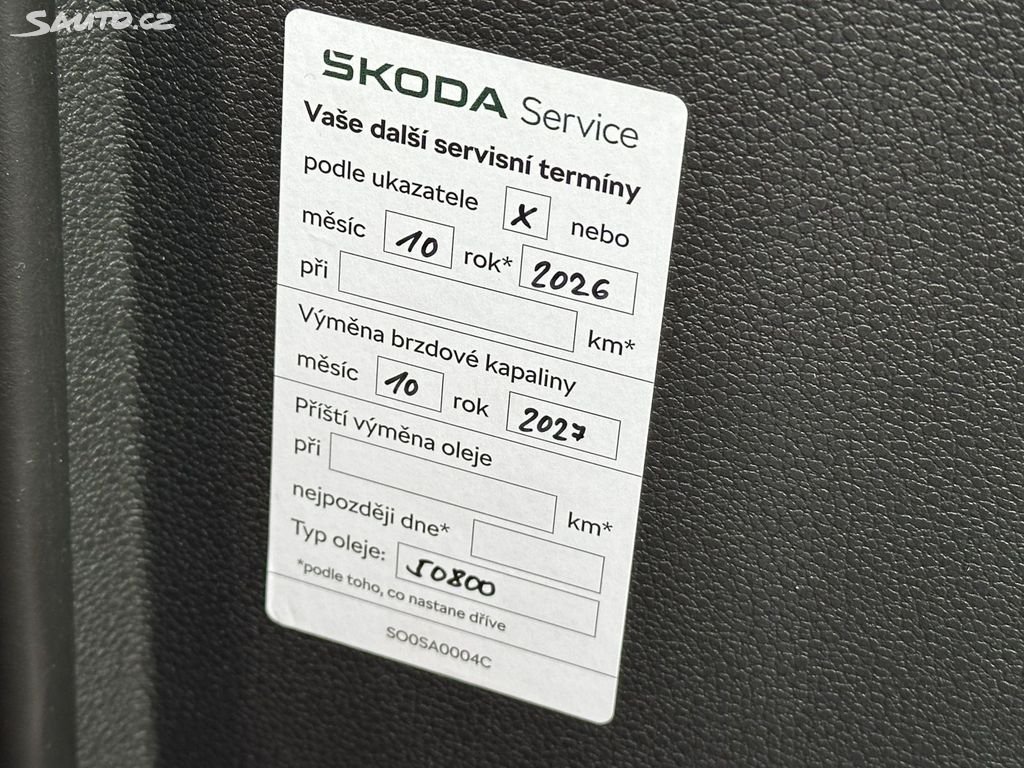 SAUTO.CZ
ŠKODA Service
Vaše další servisní termíny
podle ukazatele X nebo
měsíc 10 rok* 2026
při km*
Výměna brzdové kapaliny
měsíc 10 rok 2027
Příští výměna oleje
při km*
nejpozději dne*
Typ oleje: 50800
*podle toho, co nastane dříve
SO0SA0004C